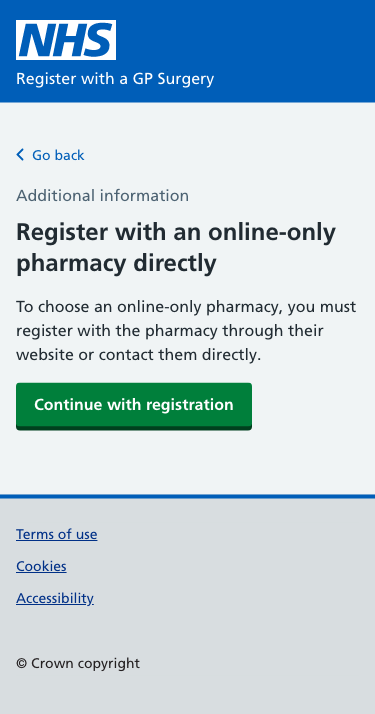 NHS
Register with a GP Surgery
Go back
Additional information
Register with an online-only
pharmacy directly
To choose an online-only pharmacy, you must
register with the pharmacy through their
website or contact them directly.
Continue with registration
Terms of use
Cookies
Accessibility
© Crown copyright